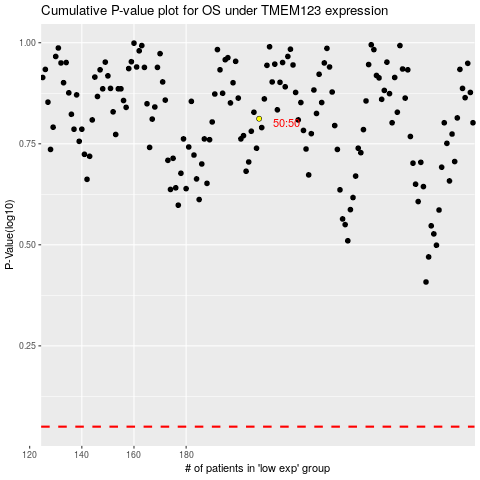 Cumulative P-value plot for OS under TMEM123 expression
1.00
0.75
50:50
0.50
0.25
P-Value(log10)
120 140 160 180
# of patients in 'low exp' group